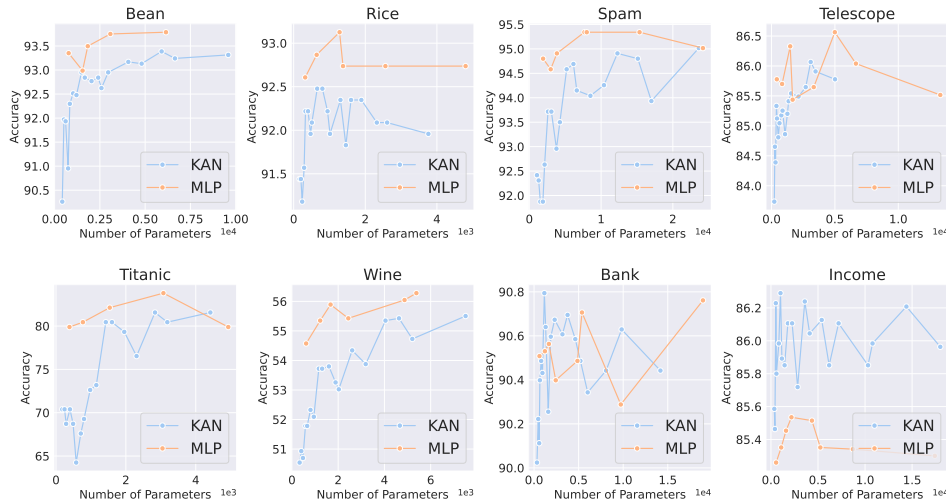 Bean
Accuracy
93.5
93.0
92.5
92.0
91.5
91.0
90.5
KAN
MLP
0.00
0.25
0.50
0.75
1.00
Number of Parameters
1e4
Rice
Accuracy
93.0
92.5
92.0
91.5
KAN
MLP
0
2
4
Number of Parameters
1e3
Spam
Accuracy
95.5
95.0
94.5
94.0
93.5
93.0
92.5
92.0
KAN
MLP
0
1
2
Number of Parameters
1e4
Telescope
Accuracy
86.5
86.0
85.5
85.0
84.5
84.0
KAN
MLP
0.0
0.5
1.0
Number of Parameters
1e4
Titanic
Accuracy
80
75
70
65
KAN
MLP
0
2
4
Number of Parameters
1e3
Wine
Accuracy
56
55
54
53
52
51
KAN
MLP
0
2
4
6
8
Number of Parameters
1e3
Bank
Accuracy
90.8
90.6
90.4
90.2
90.0
KAN
MLP
0.0
0.5
1.0
1.5
2.0
Number of Parameters
1e4
Income
Accuracy
86.2
86.0
85.8
85.6
85.4
KAN
MLP
0.0
0.5
1.0
1.5
Number of Parameters
1e4